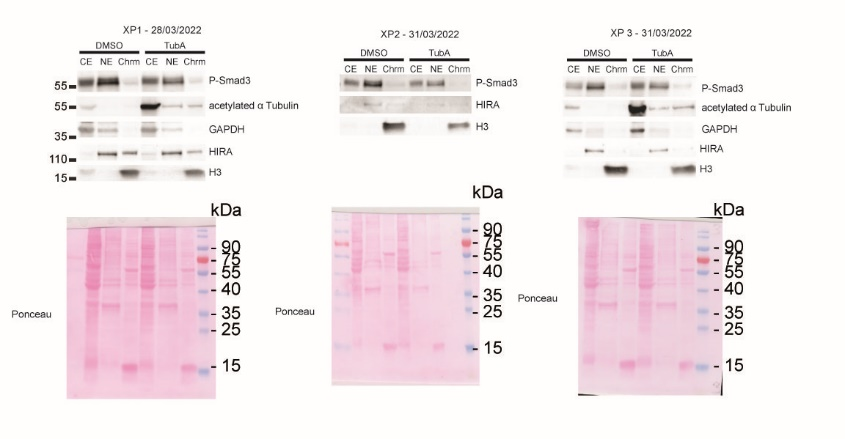 XP1 - 28/03/2022
DMSO TubA
CE NE Chrm CE NE Chrm
P-Smad3
55
55 acetylated α Tubulin
GAPDH
35
HIRA
110
15 H3
kDa
90
75
55
40
35
25
15
Ponceau
XP2 - 31/03/2022
DMSO TubA
CE NE Chrm CE NE Chrm
P-Smad3
HIRA
H3
kDa
90
75
55
40
35
25
15
Ponceau
XP 3 - 31/03/2022
DMSO TubA
CE NE Chrm CE NE Chrm
P-Smad3
acetylated α Tubulin
GAPDH
HIRA
H3
kDa
90
75
55
40
35
25
15
Ponceau